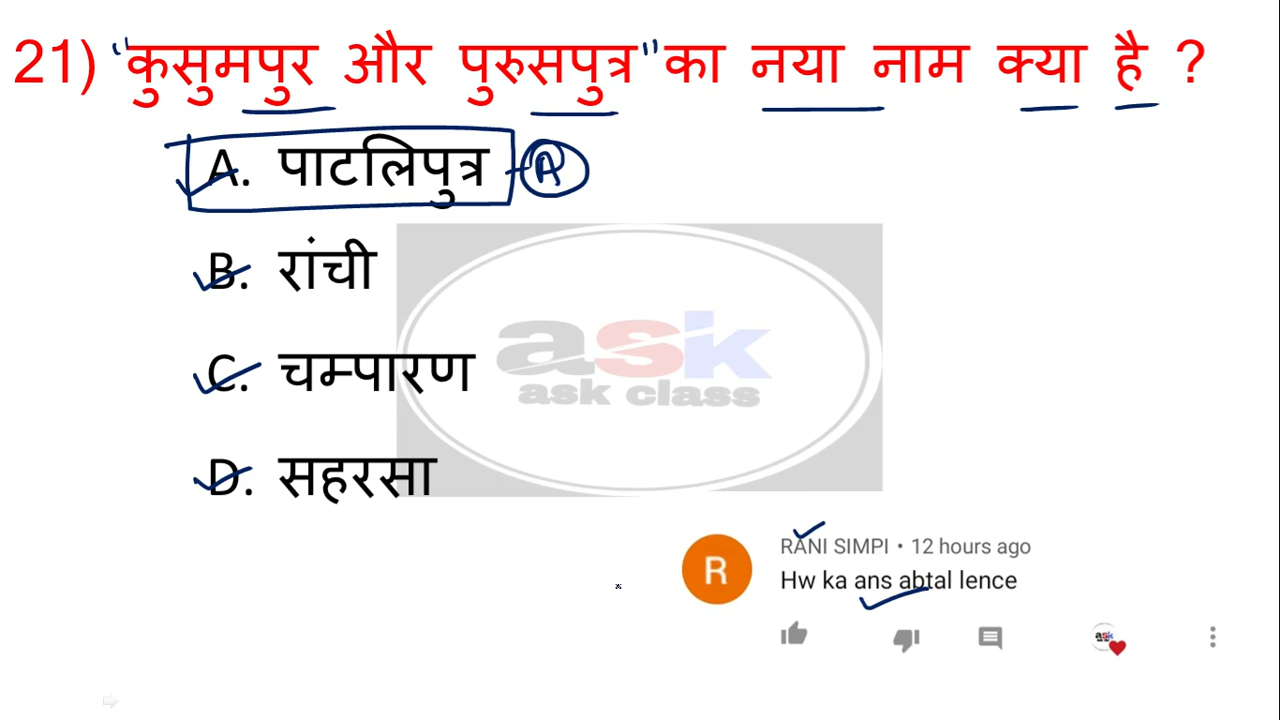 21) "कुसुमपुर और पुरुसपुत्र" का नया नाम क्या है ?
A. पाटलिपुत्र - A
B. रांची
C. चम्पारण
D. सहरसा
ask
ask class
RANI SIMPI • 12 hours ago
R
Hw ka ans abtal lence
ask